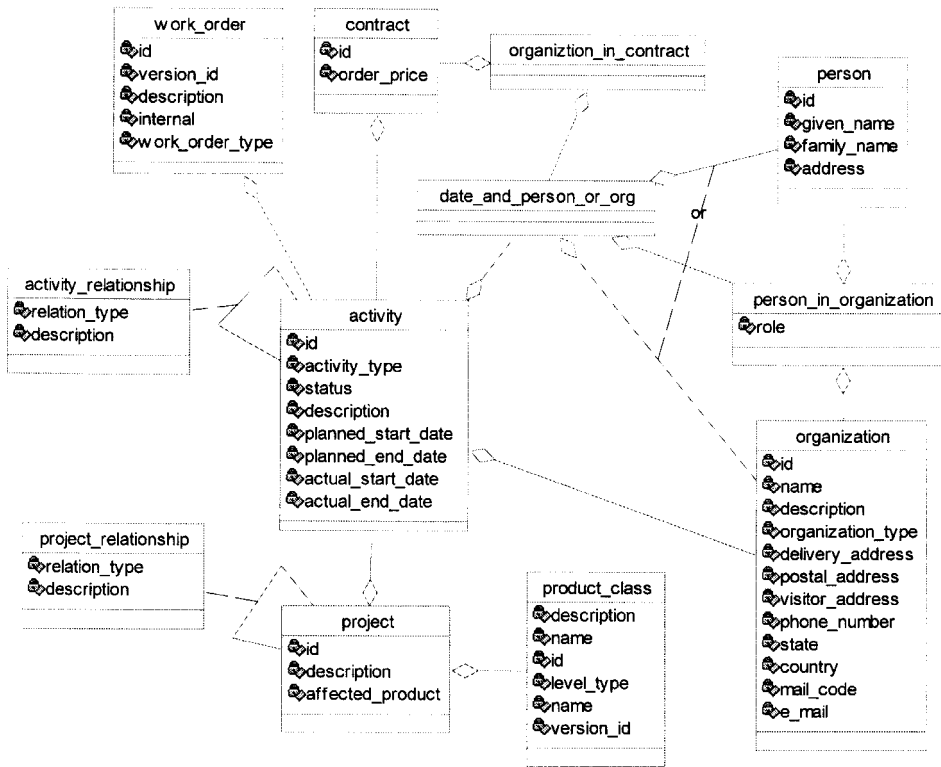 work_order
id
version_id
description
internal
work_order_type
contract
id
order_price
organiztion_in_contract
person
id
given_name
family_name
address
date_and_person_or_org
or
activity_relationship
relation_type
description
activity
id
activity_type
status
description
planned_start_date
planned_end_date
actual_start_date
actual_end_date
person_in_organization
role
organization
id
name
description
organization_type
delivery_address
postal_address
visitor_address
phone_number
state
country
mail_code
e_mail
project_relationship
relation_type
description
project
id
description
affected_product
product_class
description
name
id
level_type
name
version_id